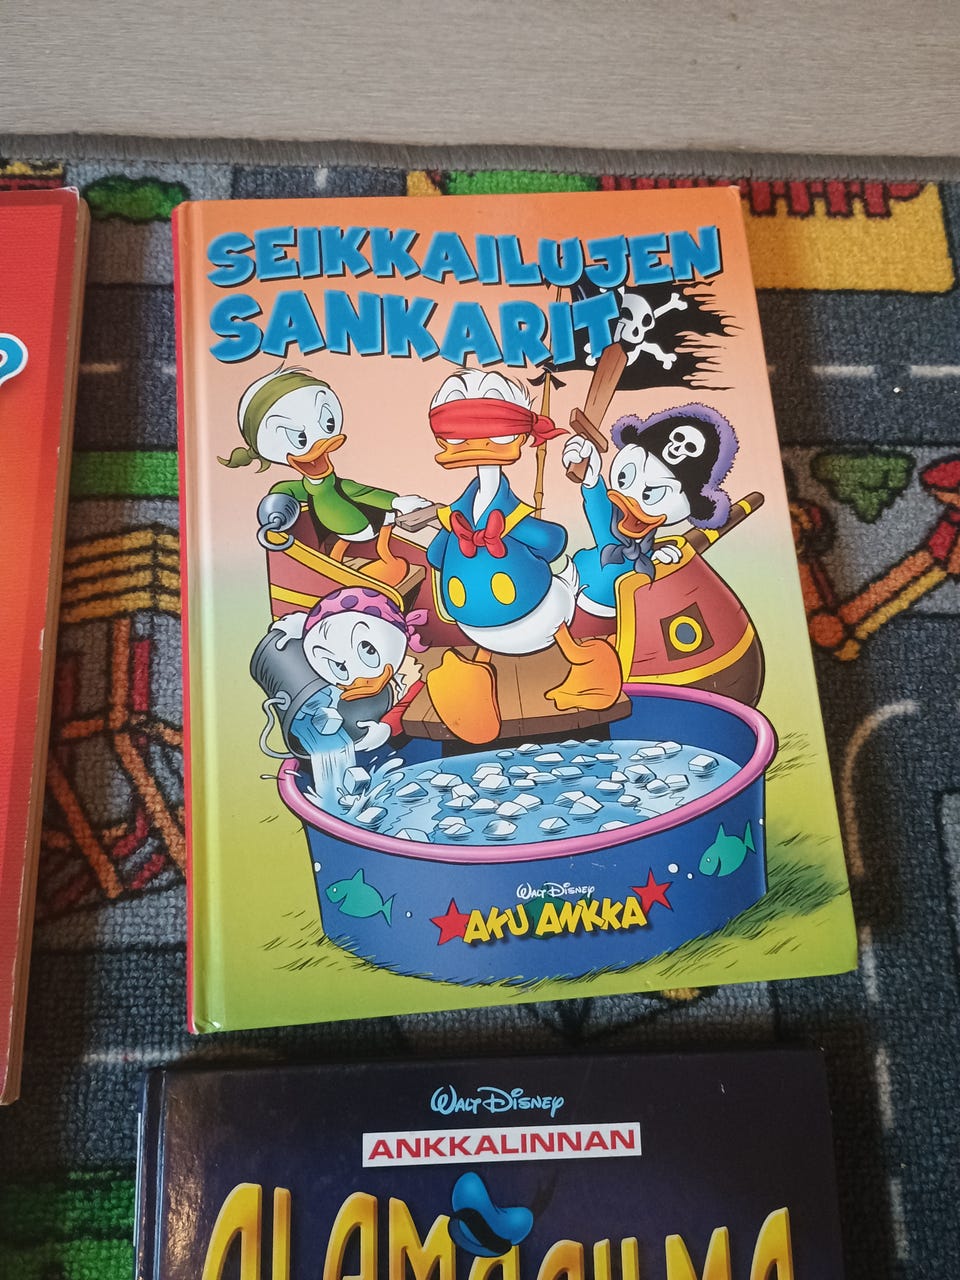 SEIKKAILUJEN
SANKARIT
WALT DISNEY
AKU ANKKA
WALT DISNEY
ANKKALINNAN